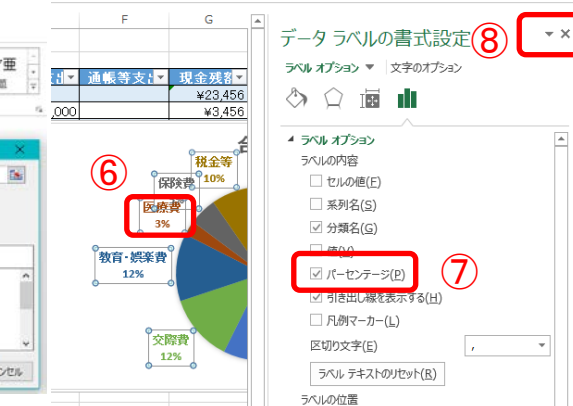 F G
データ ラベルの書式設定 ⑧
ラベル オプション 文字のオプション
通帳等支出 現金残額
¥23,456
,000 ¥3,456
ラベル オプション
ラベルの内容
セルの値(E)
系列名(S)
分類名(G)
値(V)
パーセンテージ(P)
⑦
引き出し線を表示する(H)
凡例マーカー(L)
区切り文字(E) ,
ラベル テキストのリセット(R)
ラベルの位置
⑥
税金等
10%
保険費
医療費
3%
教育・娯楽費
12%
交際費
12%